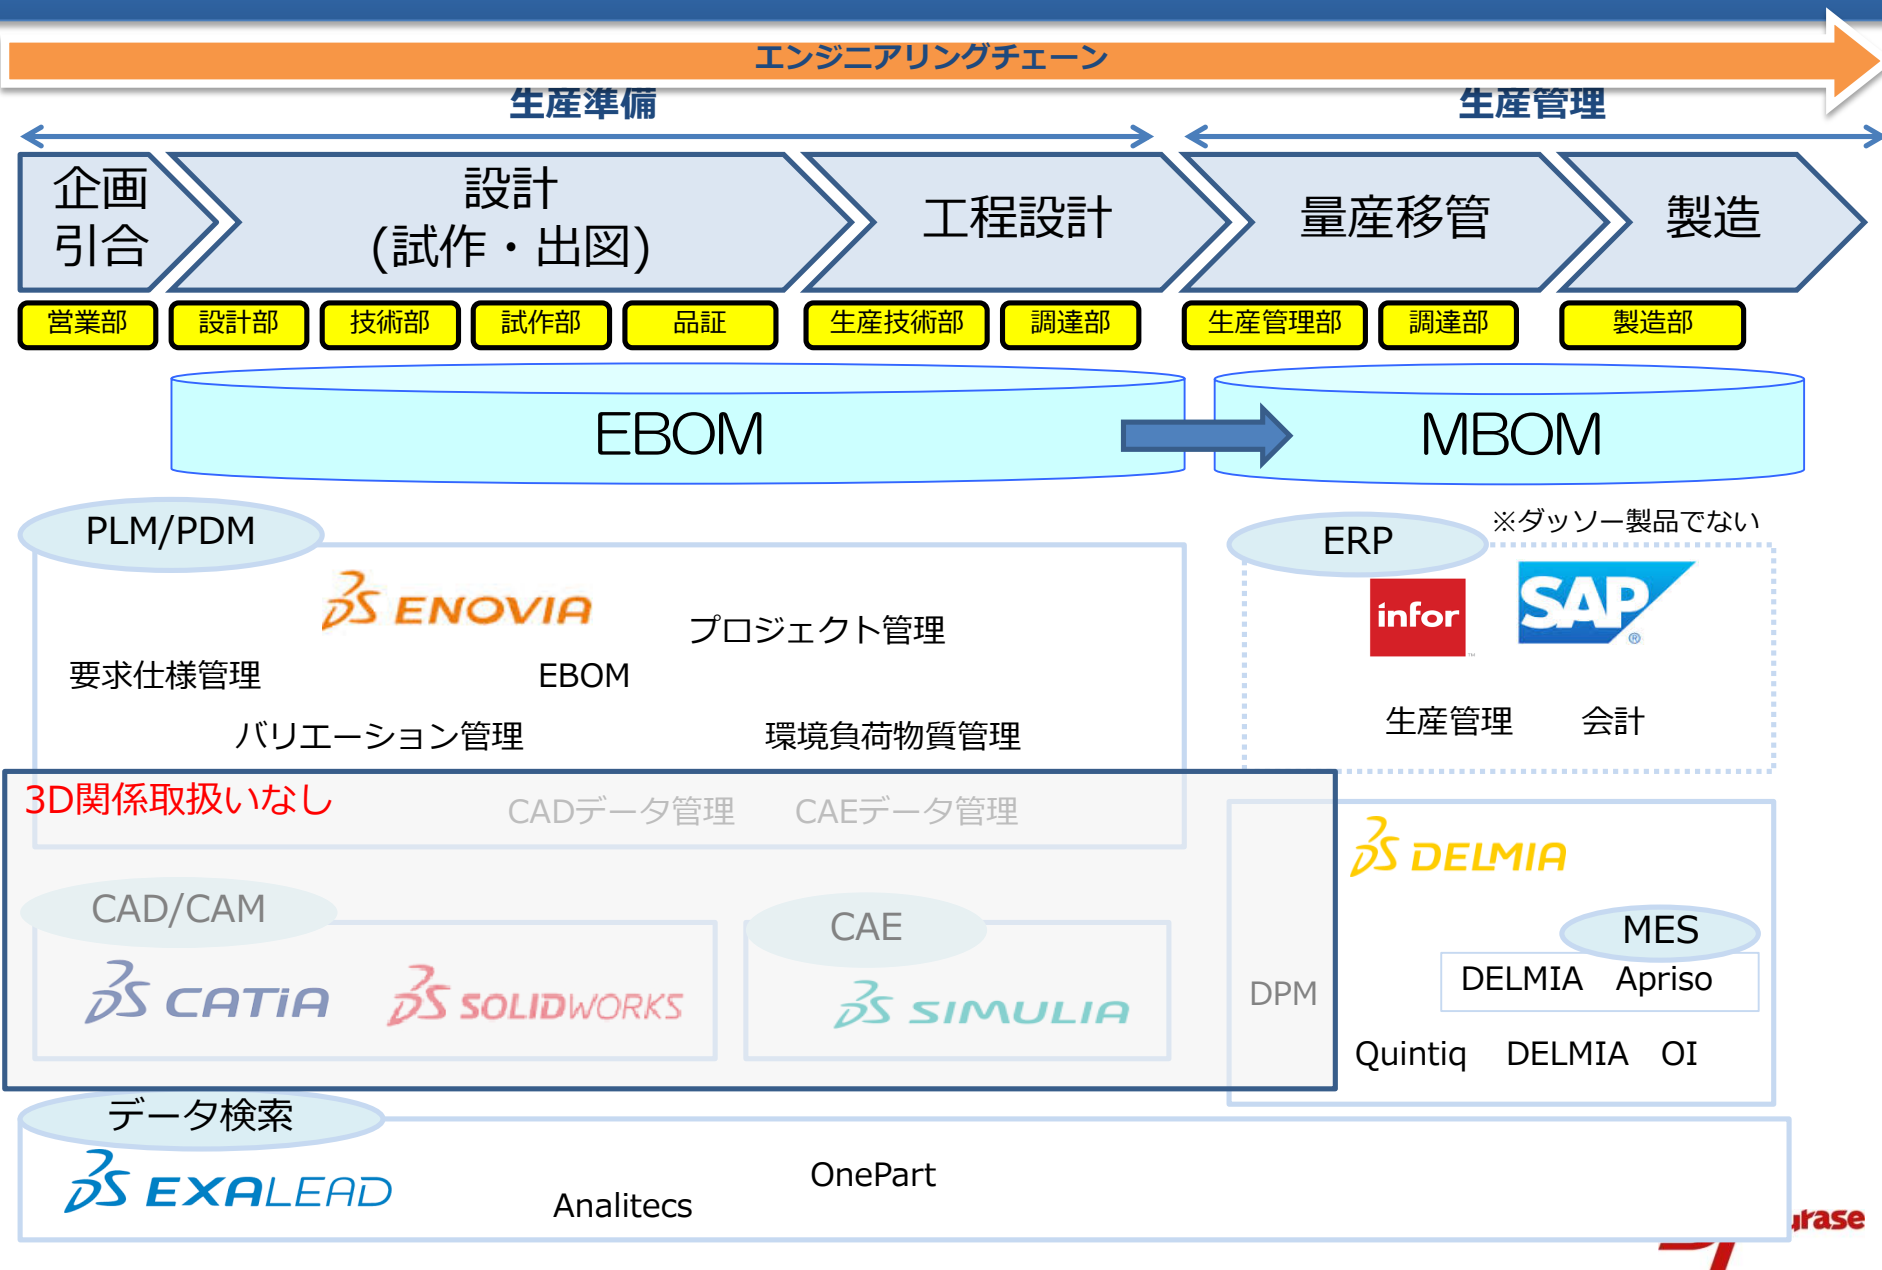 エンジニアリングチェーン
生産準備
生産管理
企画
引合
設計
(試作・出図)
工程設計
量産移管
製造
営業部
設計部
技術部
試作部
品証
生産技術部
調達部
生産管理部
調達部
製造部
EBOM
MBOM
PLM/PDM
ENOVIA
プロジェクト管理
要求仕様管理
EBOM
バリエーション管理
環境負荷物質管理
ERP
※ダッソー製品でない
infor
SAP
生産管理
会計
3D関係取扱いなし
CADデータ管理
CAEデータ管理
CAD/CAM
CATIA
SOLIDWORKS
CAE
SIMULIA
DPM
DELMIA
MES
DELMIA Apriso
Quintiq DELMIA OI
データ検索
EXALEAD
Analitecs
OnePart